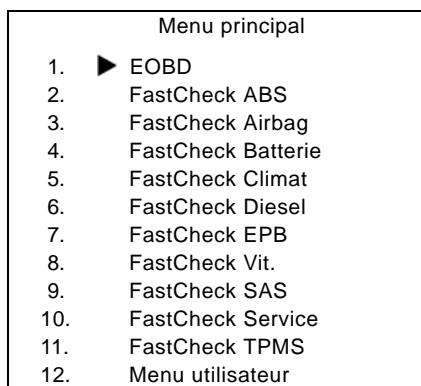 Menu principal
1. ▶ EOBD
2. FastCheck ABS
3. FastCheck Airbag
4. FastCheck Batterie
5. FastCheck Climat
6. FastCheck Diesel
7. FastCheck EPB
8. FastCheck Vit.
9. FastCheck SAS
10. FastCheck Service
11. FastCheck TPMS
12. Menu utilisateur